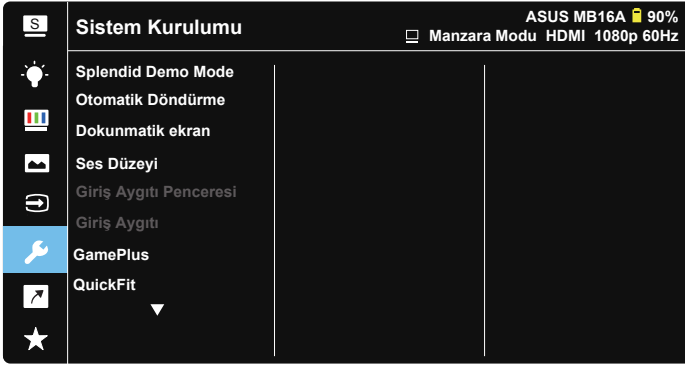 S
Sistem Kurulumu
ASUS MB16A 90%
Manzara Modu HDMI 1080p 60Hz
Splendid Demo Mode
Otomatik Döndürme
Dokunmatik ekran
Ses Düzeyi
Giriş Aygıtı Penceresi
Giriş Aygıtı
GamePlus
QuickFit